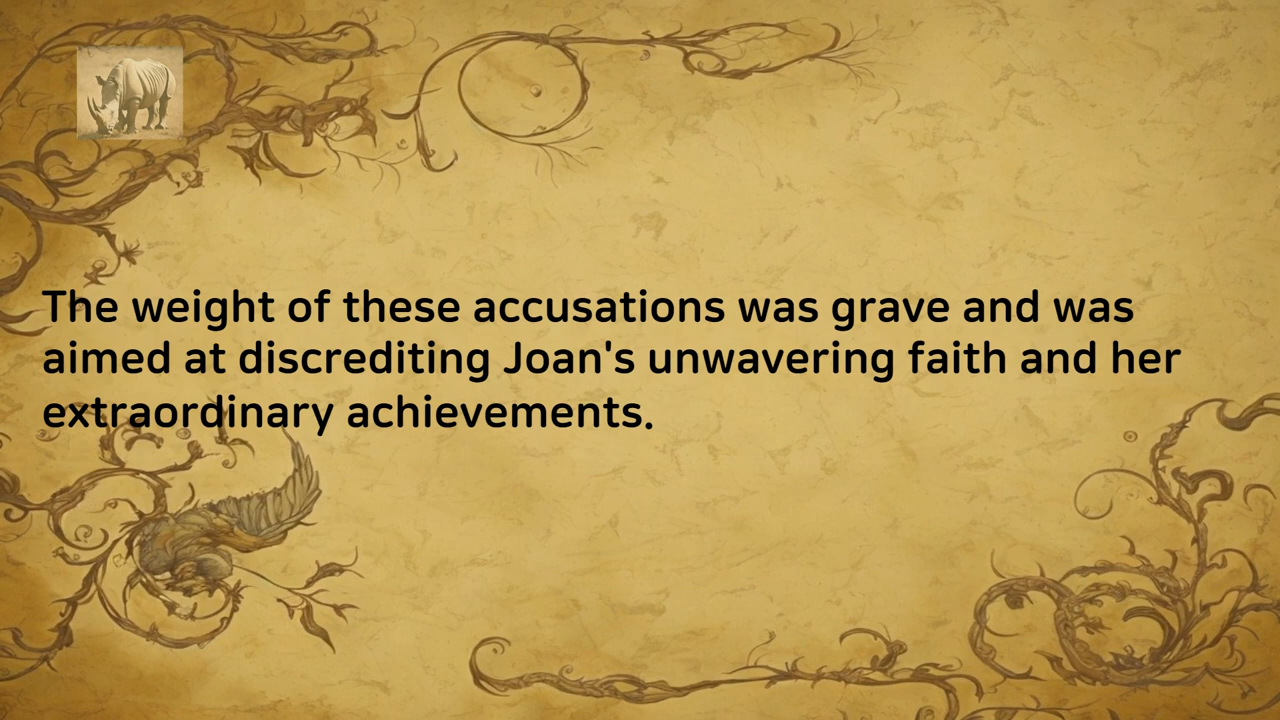 The weight of these accusations was grave and was
aimed at discrediting Joan's unwavering faith and her
extraordinary achievements.